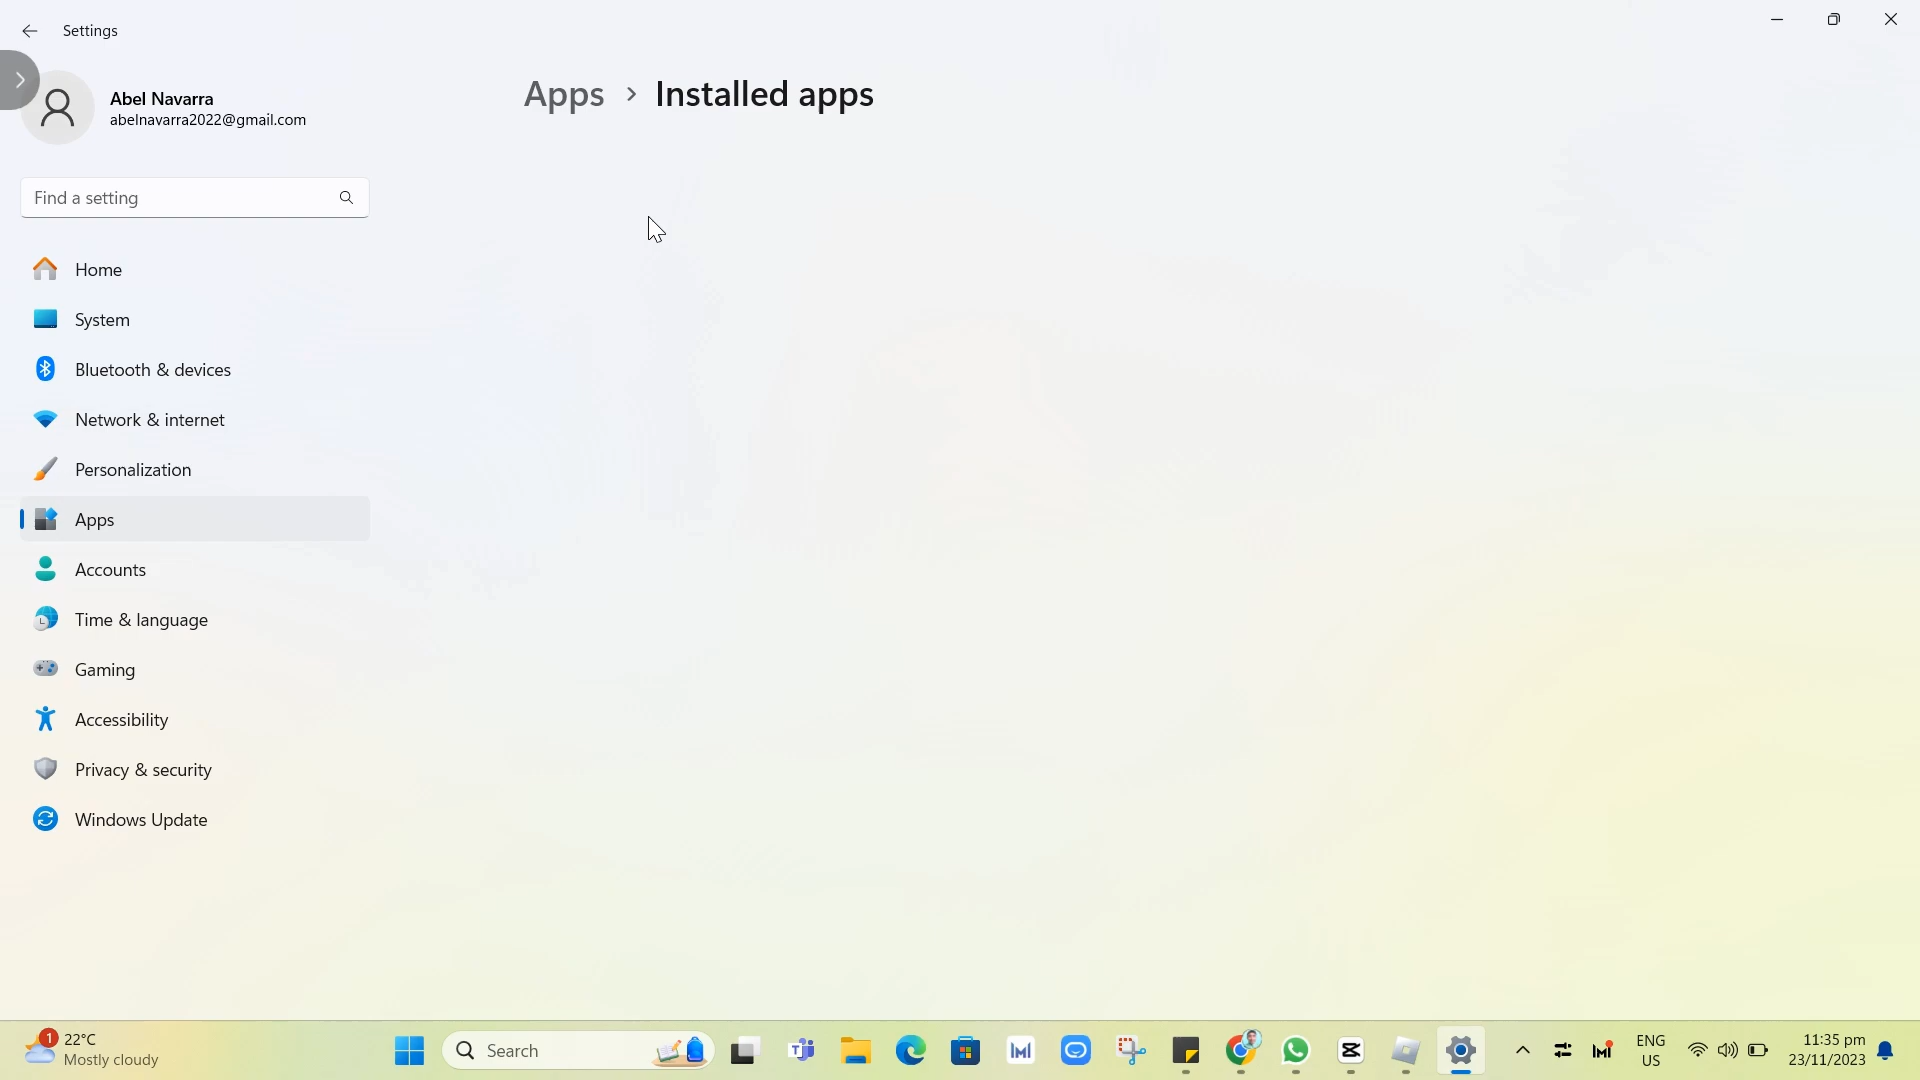 Settings
Abel Navarra
abelnavarra2022@gmail.com
Apps > Installed apps
Find a setting
Home
System
Bluetooth & devices
Network & internet
Personalization
Apps
Accounts
Time & language
Gaming
Accessibility
Privacy & security
Windows Update
1
22°C
Mostly cloudy
Search
ENG
US
11:35 pm
23/11/2023